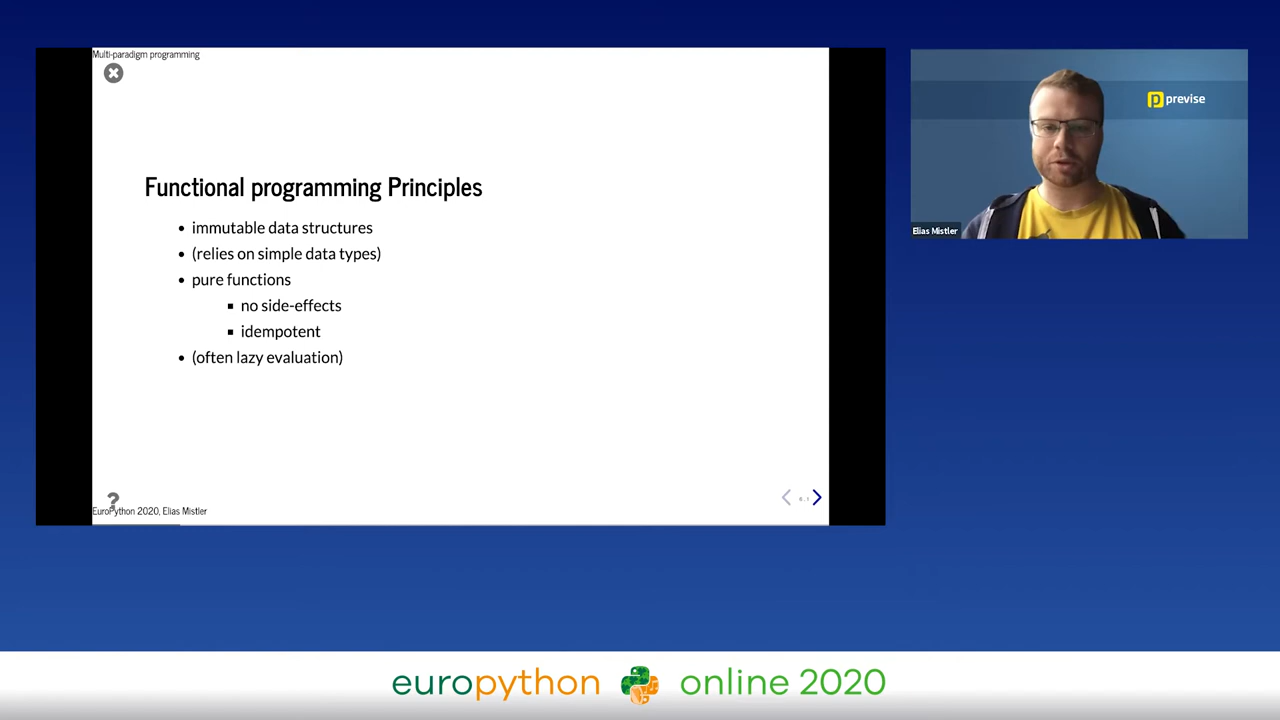 Multi-paradigm programming
Functional programming Principles
immutable data structures
(relies on simple data types)
pure functions
no side-effects
idempotent
(often lazy evaluation)
?
EuroPython 2020, Elias Mistler
previse
Elias Mistler
europython online 2020